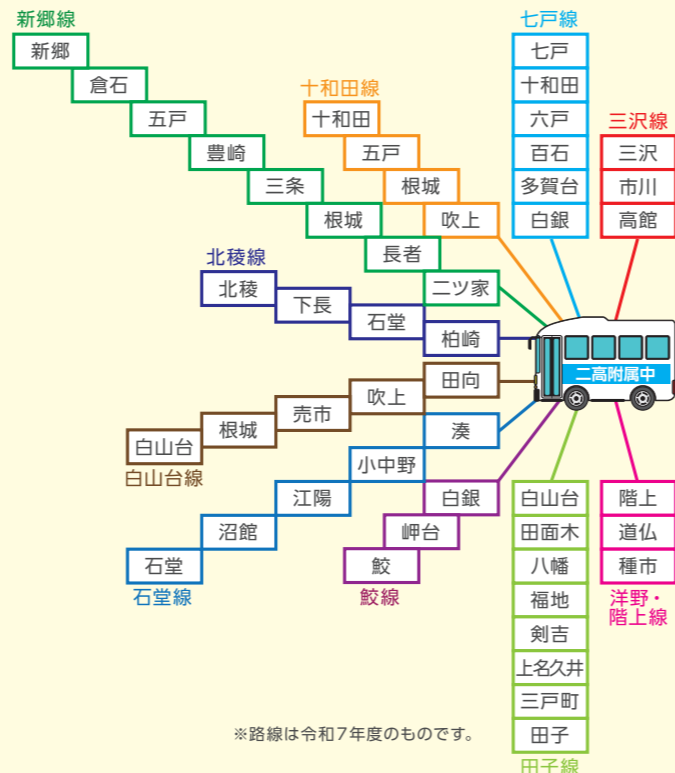 新郷線
新郷
倉石
五戸
豊崎
三条
根城
長者
二ツ家
十和田線
十和田
五戸
根城
吹上
七戸線
七戸
十和田
六戸
百石
多賀台
白銀
三沢線
三沢
市川
高館
北稜線
北稜
下長
石堂
柏崎
二高附属中
田向
吹上
売市
根城
白山台
白山台線
湊
小中野
江陽
沼館
石堂
石堂線
白銀
岬台
鮫
鮫線
白山台
田面木
八幡
福地
剣吉
上名久井
三戸町
田子
田子線
階上
道仏
種市
洋野・
階上線
※路線は令和7年度のものです。